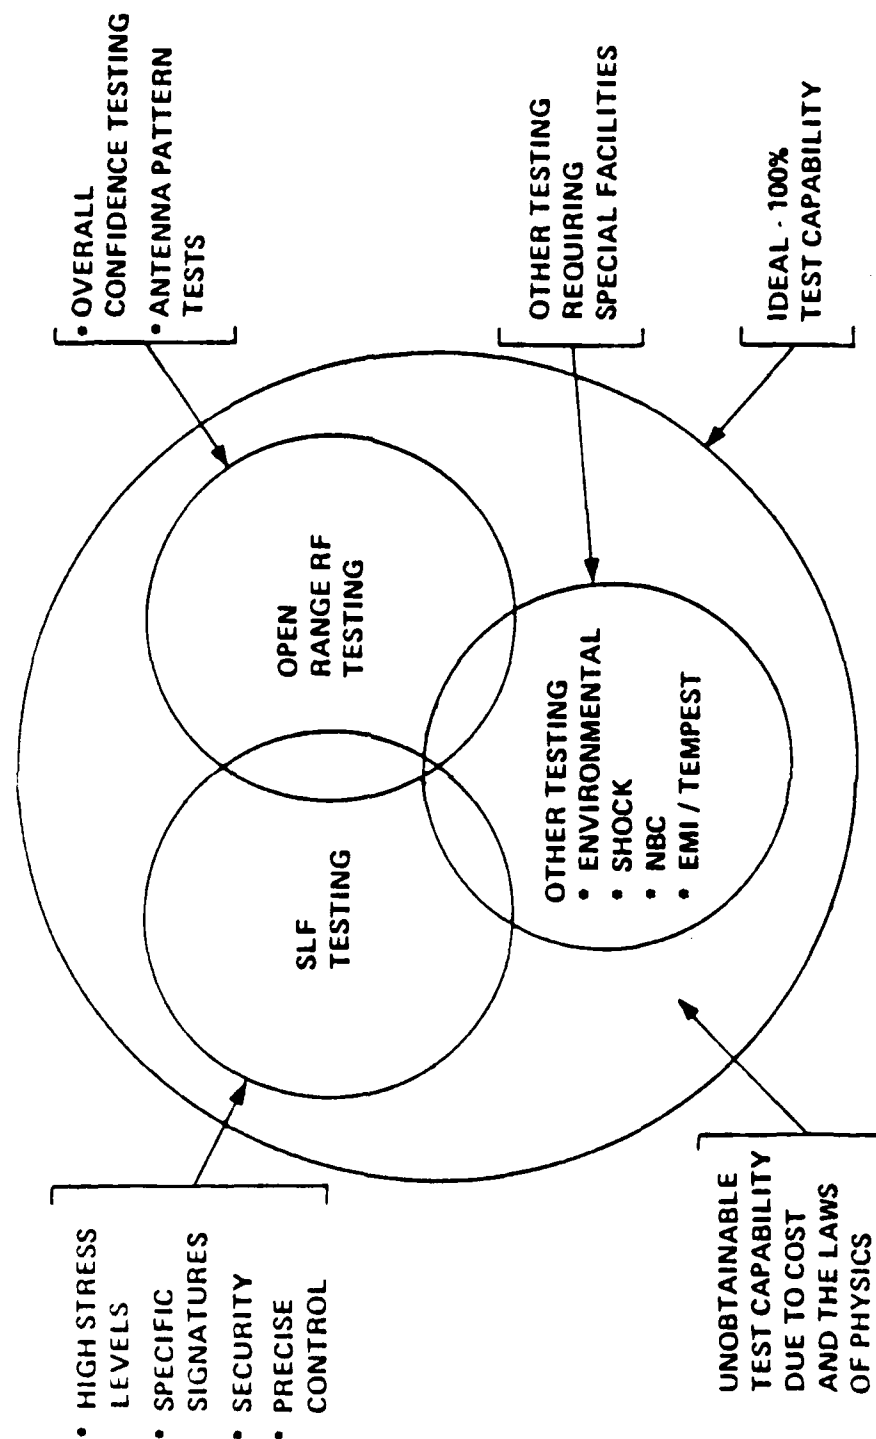 • HIGH STRESS
LEVELS
• SPECIFIC
SIGNATURES
• SECURITY
• PRECISE
CONTROL
• OVERALL
CONFIDENCE TESTING
• ANTENNA PATTERN
TESTS
SLF
TESTING
OPEN
RANGE RF
TESTING
OTHER TESTING
• ENVIRONMENTAL
• SHOCK
• NBC
• EMI / TEMPEST
OTHER TESTING
REQUIRING
SPECIAL FACILITIES
UNOBTAINABLE
TEST CAPABILITY
DUE TO COST
AND THE LAWS
OF PHYSICS
IDEAL - 100%
TEST CAPABILITY